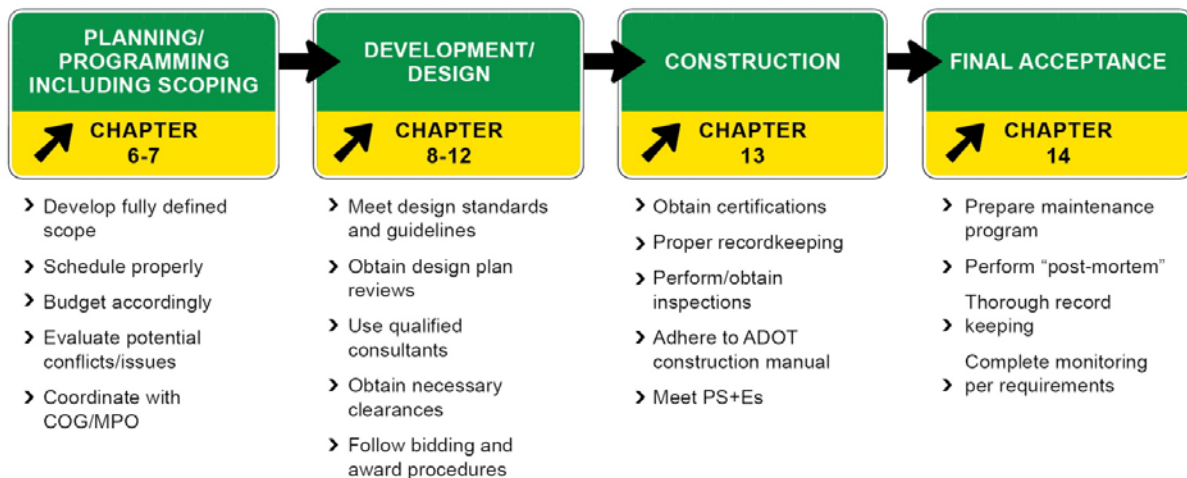 PLANNING/
PROGRAMMING
INCLUDING SCOPING
CHAPTER
6-7
Develop fully defined
scope
Schedule properly
Budget accordingly
Evaluate potential
conflicts/issues
Coordinate with
COG/MPO
DEVELOPMENT/
DESIGN
CHAPTER
8-12
Meet design standards
and guidelines
Obtain design plan
reviews
Use qualified
consultants
Obtain necessary
clearances
Follow bidding and
award procedures
CONSTRUCTION
CHAPTER
13
Obtain certifications
Proper recordkeeping
Perform/obtain
inspections
Adhere to ADOT
construction manual
Meet PS+Es
FINAL ACCEPTANCE
CHAPTER
14
Prepare maintenance
program
Perform “post-mortem”
Thorough record
keeping
Complete monitoring
per requirements